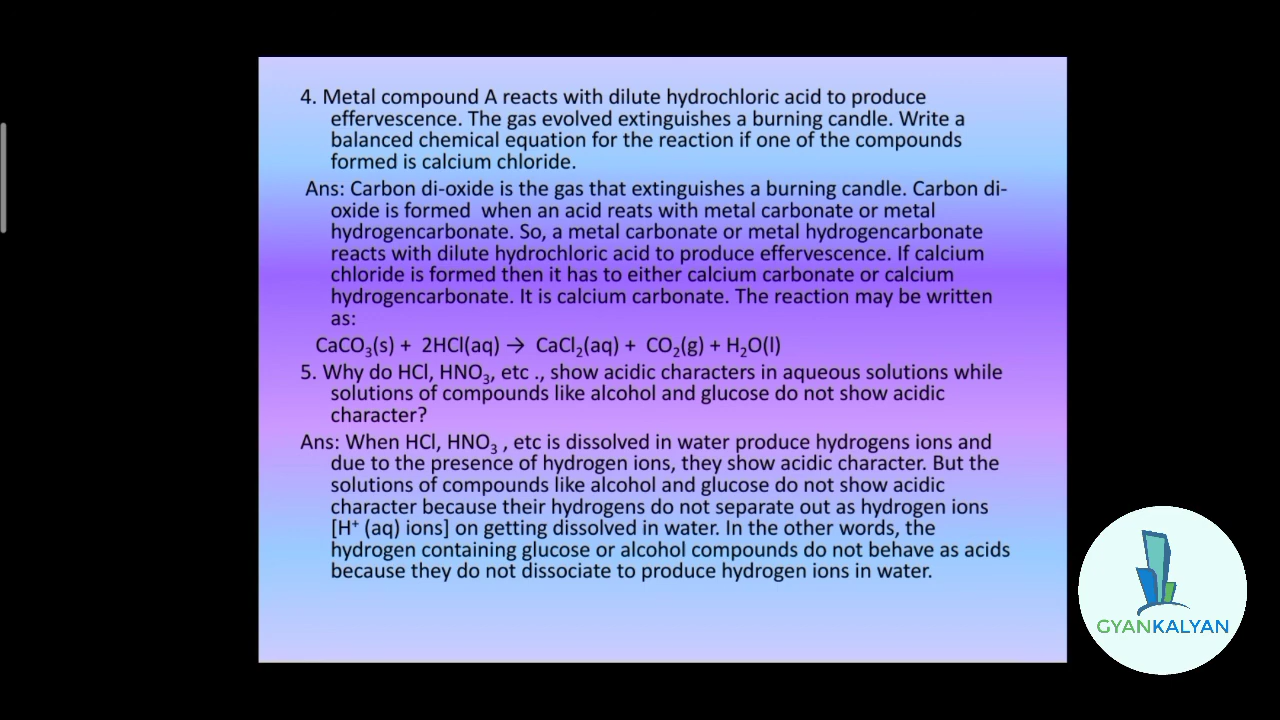 4. Metal compound A reacts with dilute hydrochloric acid to produce
effervescence. The gas evolved extinguishes a burning candle. Write a
balanced chemical equation for the reaction if one of the compounds
formed is calcium chloride.
Ans: Carbon di-oxide is the gas that extinguishes a burning candle. Carbon di-
oxide is formed when an acid reats with metal carbonate or metal
hydrogencarbonate. So, a metal carbonate or metal hydrogencarbonate
reacts with dilute hydrochloric acid to produce effervescence. If calcium
chloride is formed then it has to either calcium carbonate or calcium
hydrogencarbonate. It is calcium carbonate. The reaction may be written
as:
CaCO₃(s) + 2HCl(aq) → CaCl₂(aq) + CO₂(g) + H₂O(l)
5. Why do HCl, HNO₃, etc ., show acidic characters in aqueous solutions while
solutions of compounds like alcohol and glucose do not show acidic
character?
Ans: When HCl, HNO₃ , etc is dissolved in water produce hydrogens ions and
due to the presence of hydrogen ions, they show acidic character. But the
solutions of compounds like alcohol and glucose do not show acidic
character because their hydrogens do not separate out as hydrogen ions
[H⁺ (aq) ions] on getting dissolved in water. In the other words, the
hydrogen containing glucose or alcohol compounds do not behave as acids
because they do not dissociate to produce hydrogen ions in water.
GYANKALYAN